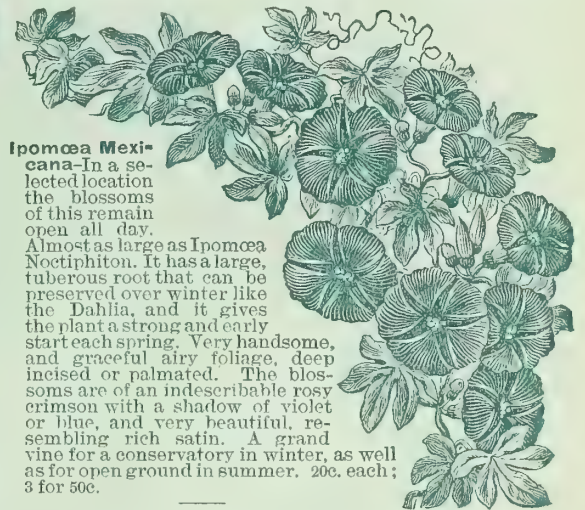 Ipomœa Mexi-
cana-In a se-
lected location
the blossoms
of this remain
open all day.
Almost as large as Ipomœa
Noctiphiton. It has a large,
tuberous root that can be
preserved over winter like
the Dahlia, and it gives
the plant a strong and early
start each spring. Very handsome,
and graceful airy foliage, deep
incised or palmated. The blos-
soms are of an indescribable rosy
crimson with a shadow of violet
or blue, and very beautiful, re-
sembling rich satin. A grand
vine for a conservatory in winter, as well
as for open ground in summer. 20c. each;
3 for 50c.